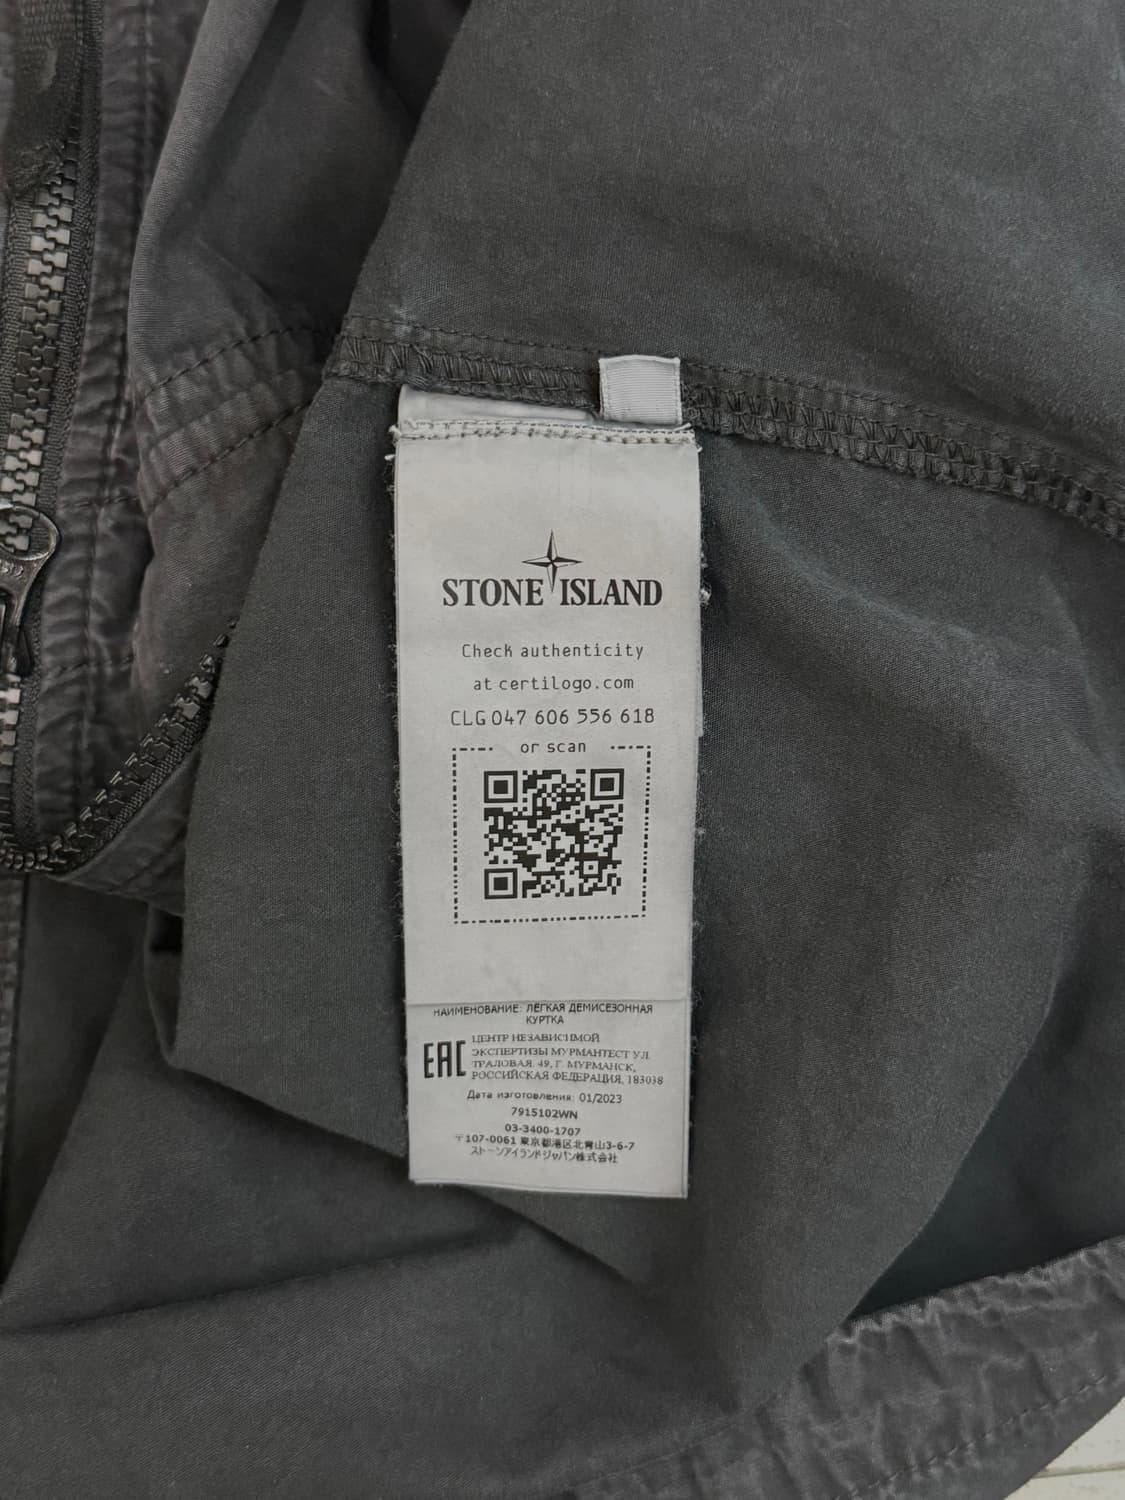 STONE ISLAND
Check authenticity
at certilogo.com
CLG 047 606 556 618
or scan
НАИМЕНОВАНИЕ: ЛЁГКАЯ ДЕМИСЕЗОННАЯ
КУРТКА
EAC
ЦЕНТР НЕЗАВИСИМОЙ
ЭКСПЕРТИЗЫ МУРМАНТЕСТ УЛ.
ТРАЛОВАЯ. 49, Г. МУРМАНСК,
РОССИЙСКАЯ ФЕДЕРАЦИЯ, 183038
Дата изготовления: 01/2023
7915102WN
03-3400-1707
〒107-0061 東京都港区北青山3-6-7
ストーンアイランドジャパン株式会社